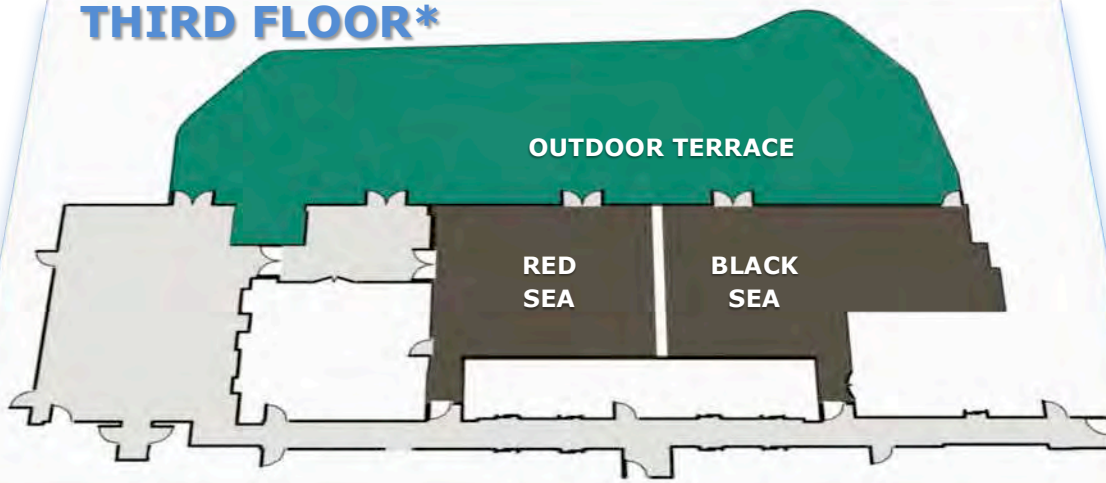 THIRD FLOOR*
OUTDOOR TERRACE
RED
SEA
BLACK
SEA